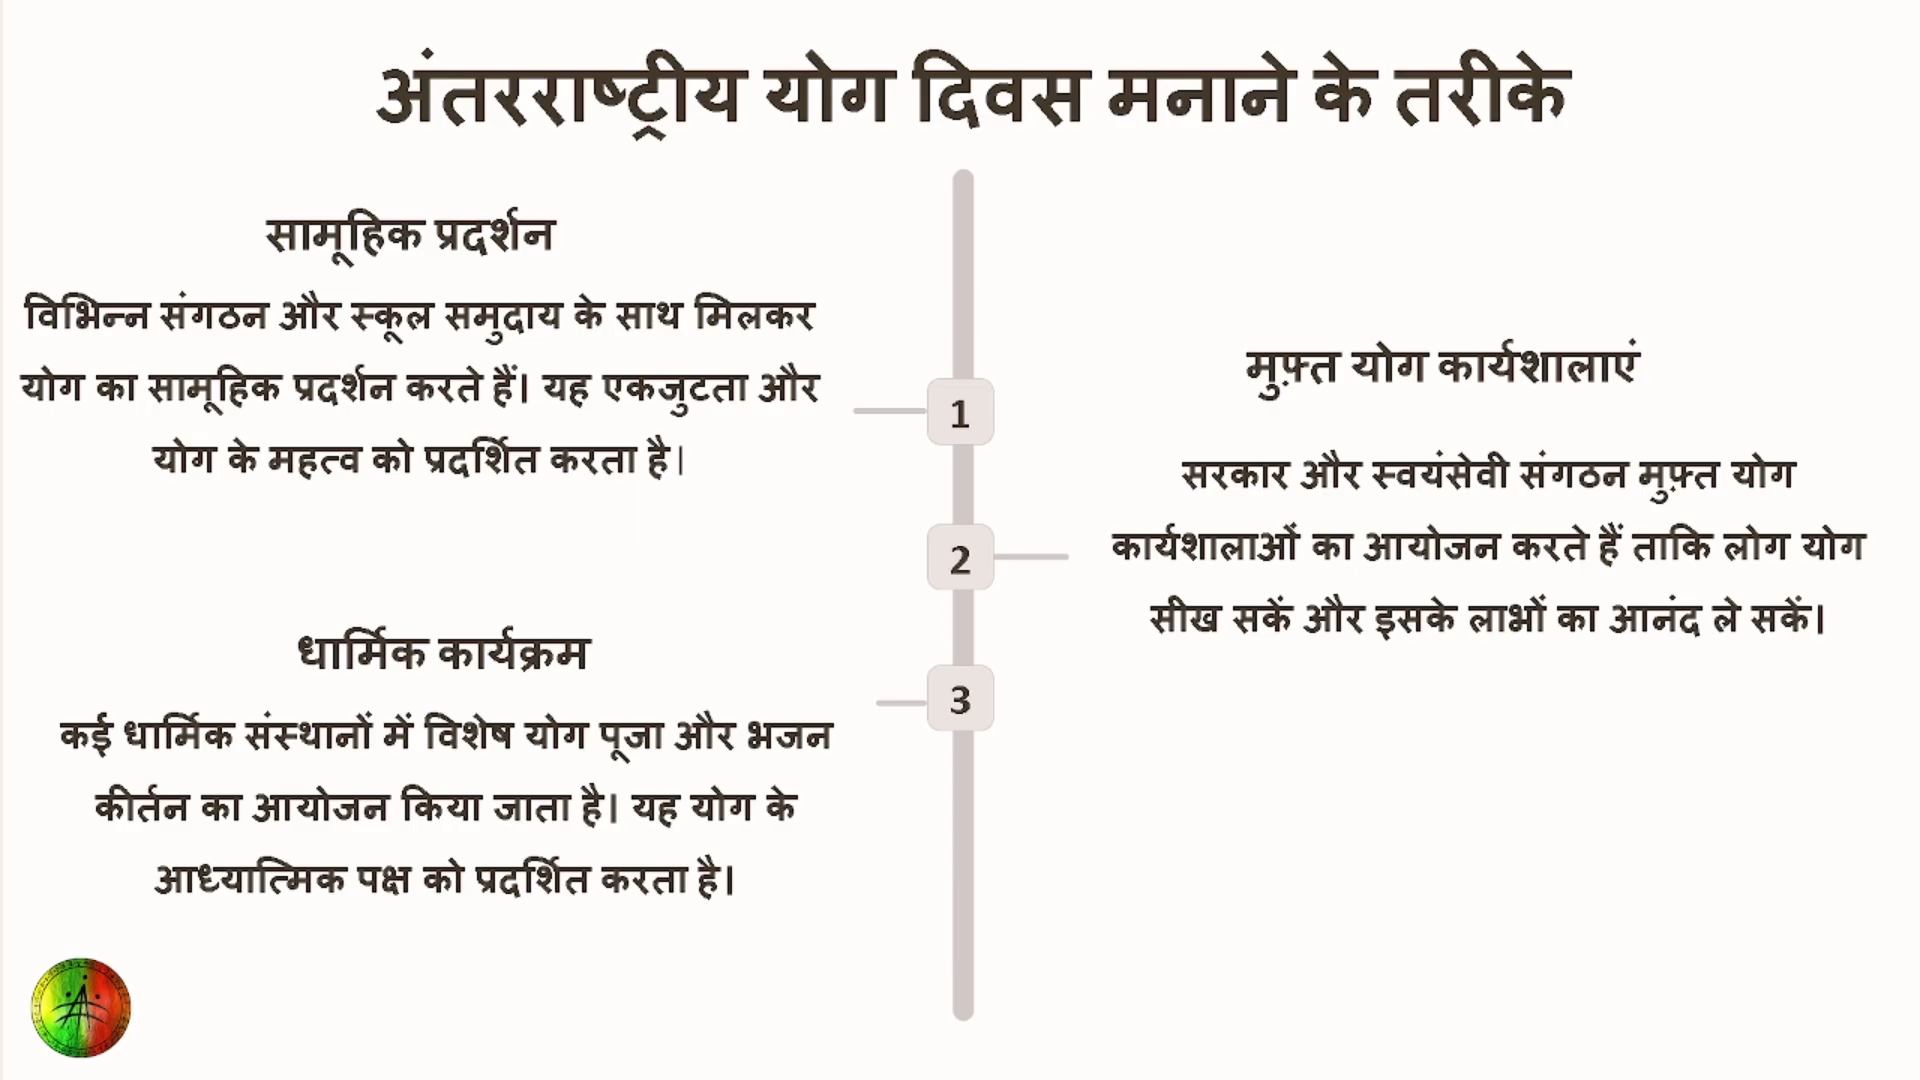 अंतरराष्ट्रीय योग दिवस मनाने के तरीके
सामूहिक प्रदर्शन
विभिन्न संगठन और स्कूल समुदाय के साथ मिलकर
योग का सामूहिक प्रदर्शन करते हैं। यह एकजुटता और
योग के महत्व को प्रदर्शित करता है।
1
मुफ़्त योग कार्यशालाएं
सरकार और स्वयंसेवी संगठन मुफ़्त योग
कार्यशालाओं का आयोजन करते हैं ताकि लोग योग
सीख सकें और इसके लाभों का आनंद ले सकें।
2
धार्मिक कार्यक्रम
कई धार्मिक संस्थानों में विशेष योग पूजा और भजन
कीर्तन का आयोजन किया जाता है। यह योग के
आध्यात्मिक पक्ष को प्रदर्शित करता है।
3